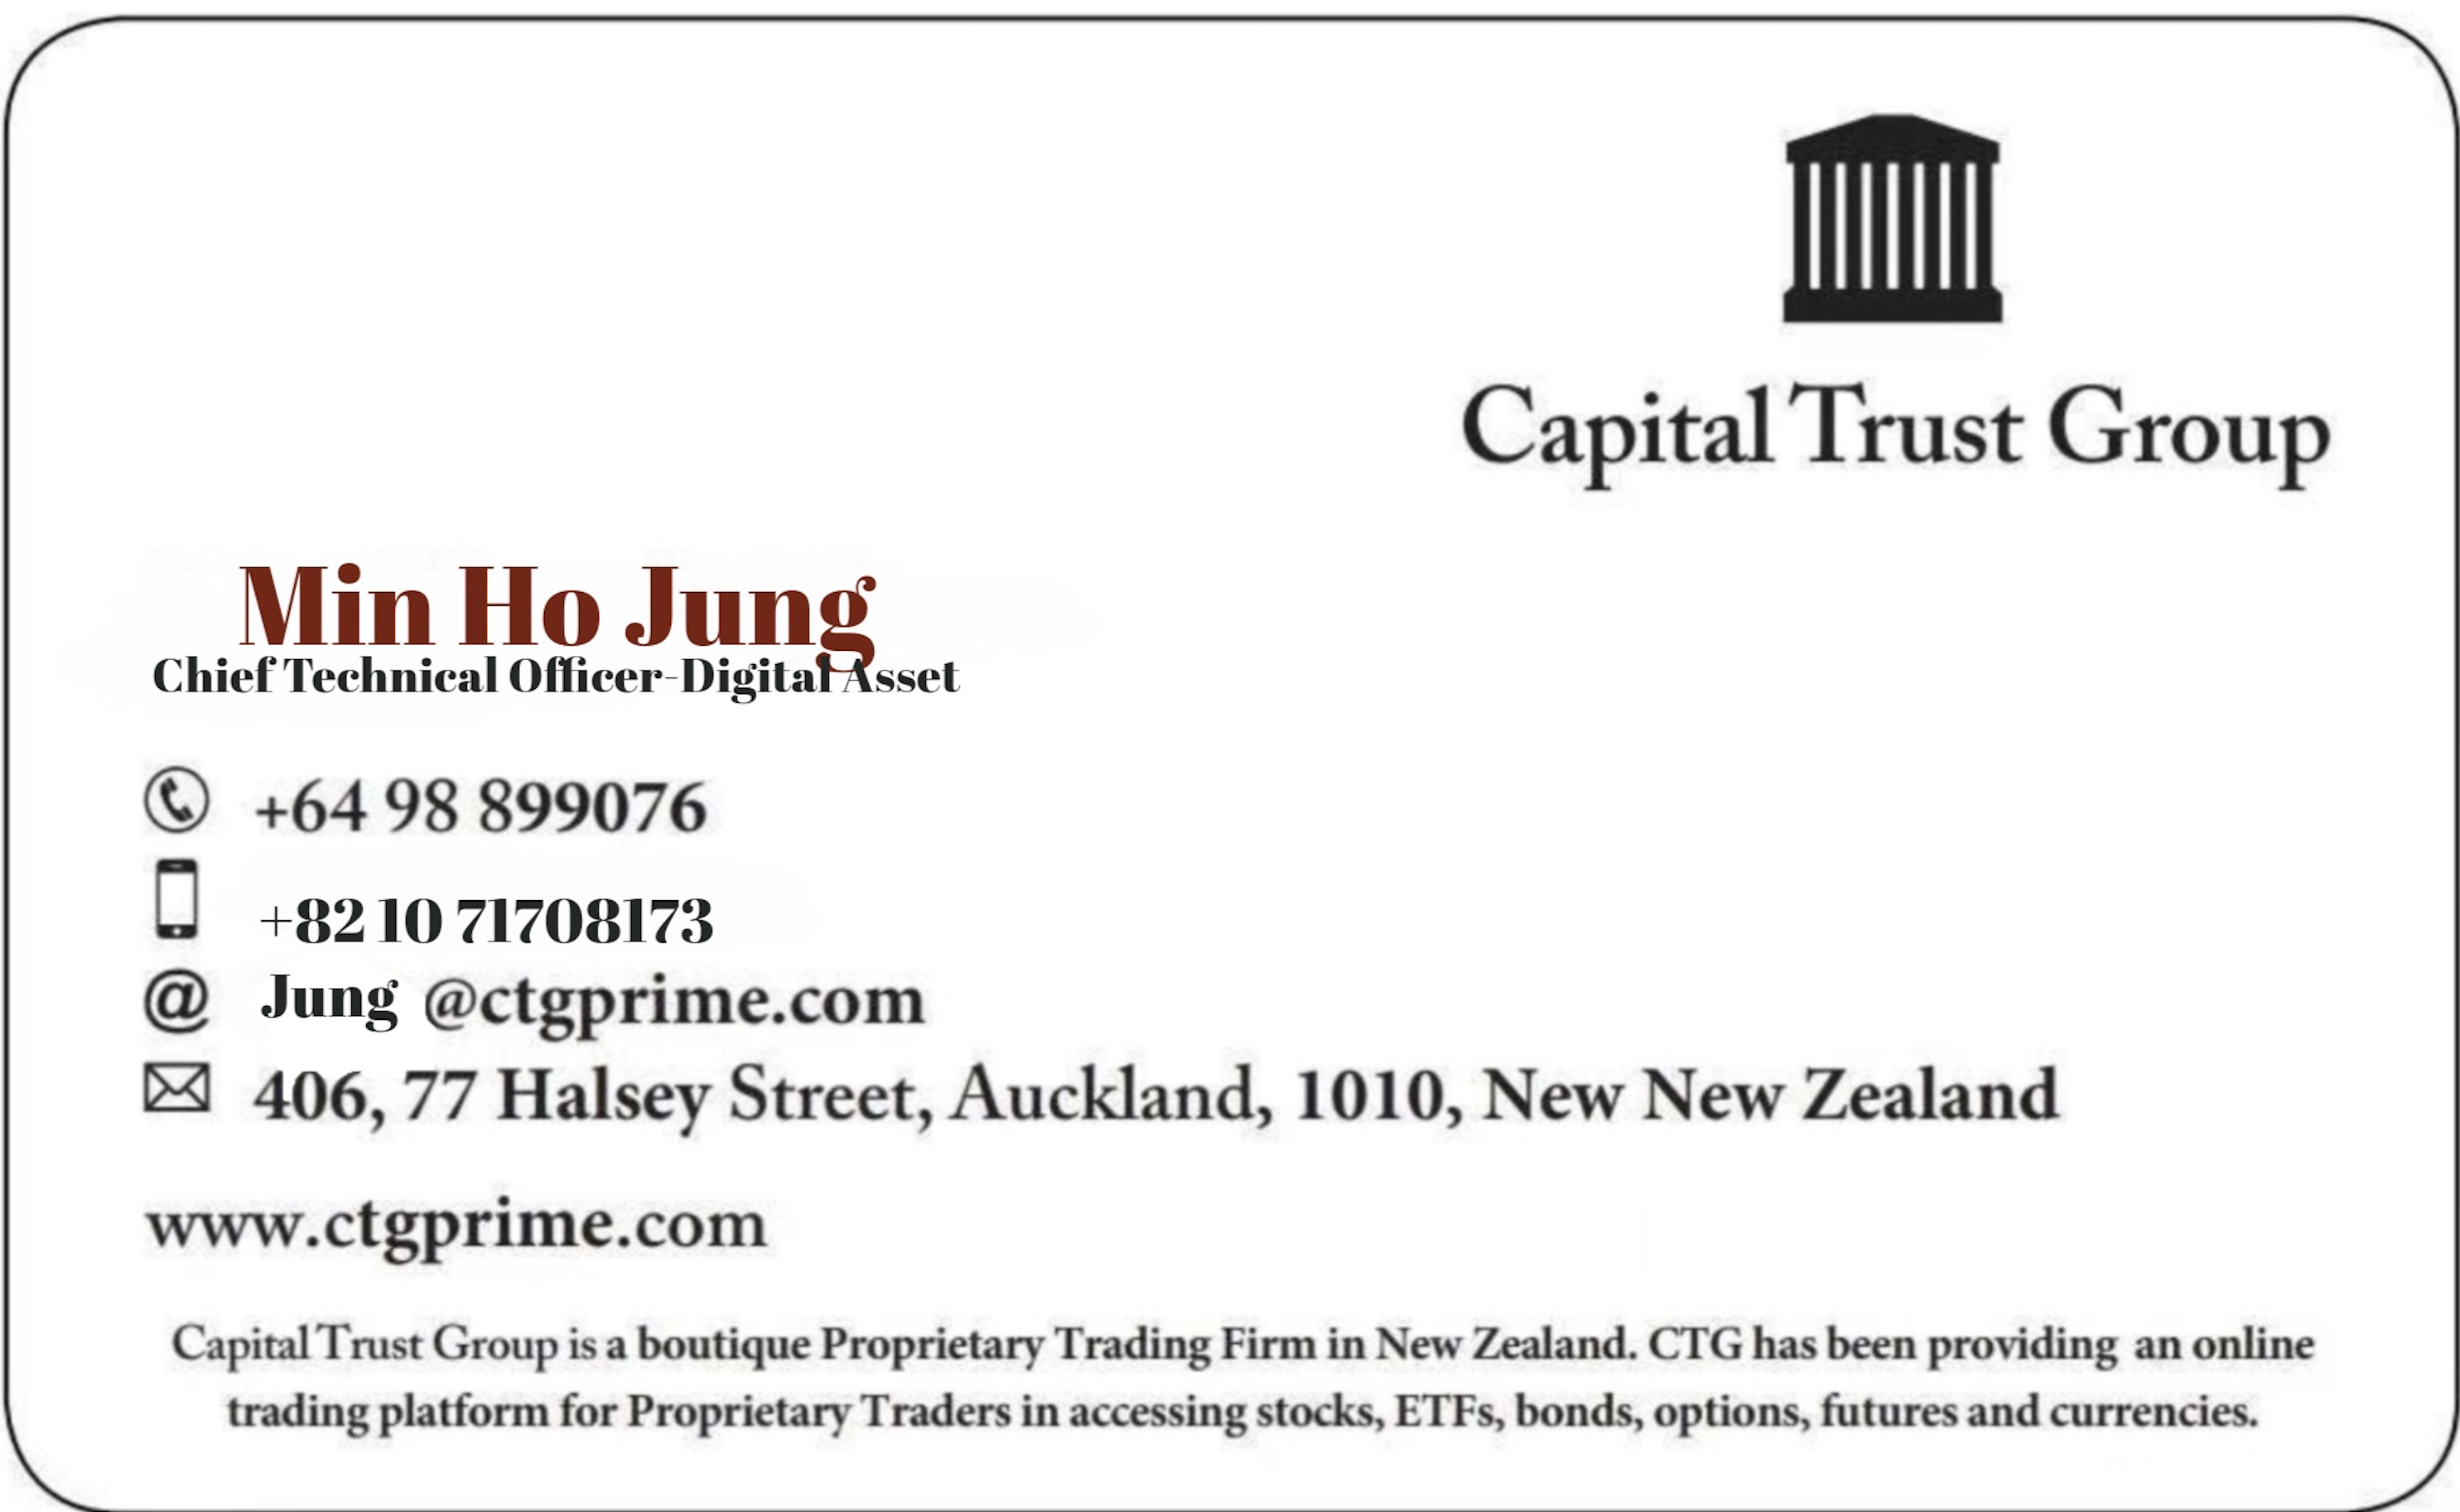 Capital Trust Group
Min Ho Jung
Chief Technical Officer-Digital Asset
+64 98 899076
+82 10 71708173
@ Jung @ctgprime.com
406, 77 Halsey Street, Auckland, 1010, New New Zealand
www.ctgprime.com
Capital Trust Group is a boutique Proprietary Trading Firm in New Zealand. CTG has been providing an online
trading platform for Proprietary Traders in accessing stocks, ETFs, bonds, options, futures and currencies.